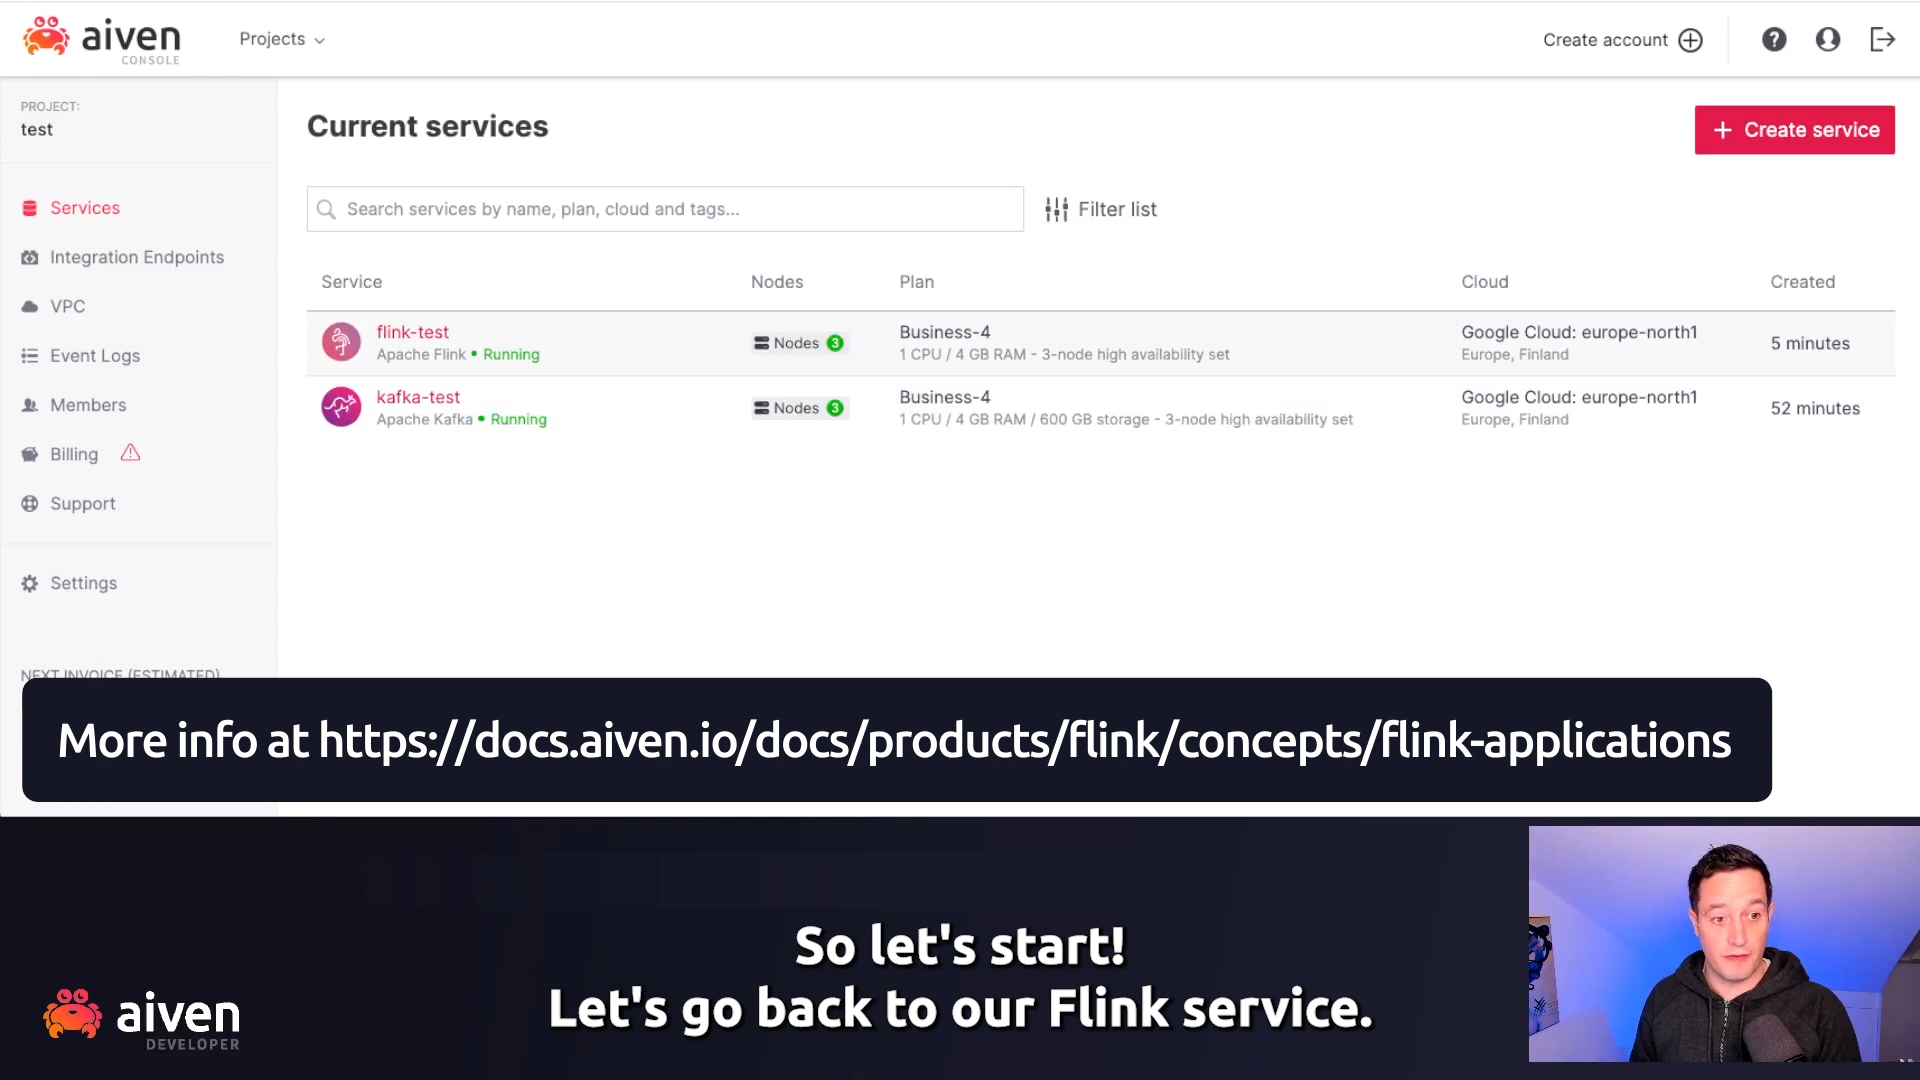 aiven
CONSOLE
Projects
Create account
?
PROJECT:
test
Services
Integration Endpoints
VPC
Event Logs
Members
Billing
Support
Settings
NEXT INVOICE (ESTIMATED)
Current services
+ Create service
Search services by name, plan, cloud and tags...
Filter list
Service Nodes Plan Cloud Created
flink-test Nodes 3 Business-4 Google Cloud: europe-north1 5 minutes
Apache Flink • Running 1 CPU / 4 GB RAM - 3-node high availability set Europe, Finland
kafka-test Nodes 3 Business-4 Google Cloud: europe-north1 52 minutes
Apache Kafka • Running 1 CPU / 4 GB RAM / 600 GB storage - 3-node high availability set Europe, Finland
More info at https://docs.aiven.io/docs/products/flink/concepts/flink-applications
So let's start!
Let's go back to our Flink service.
aiven
DEVELOPER